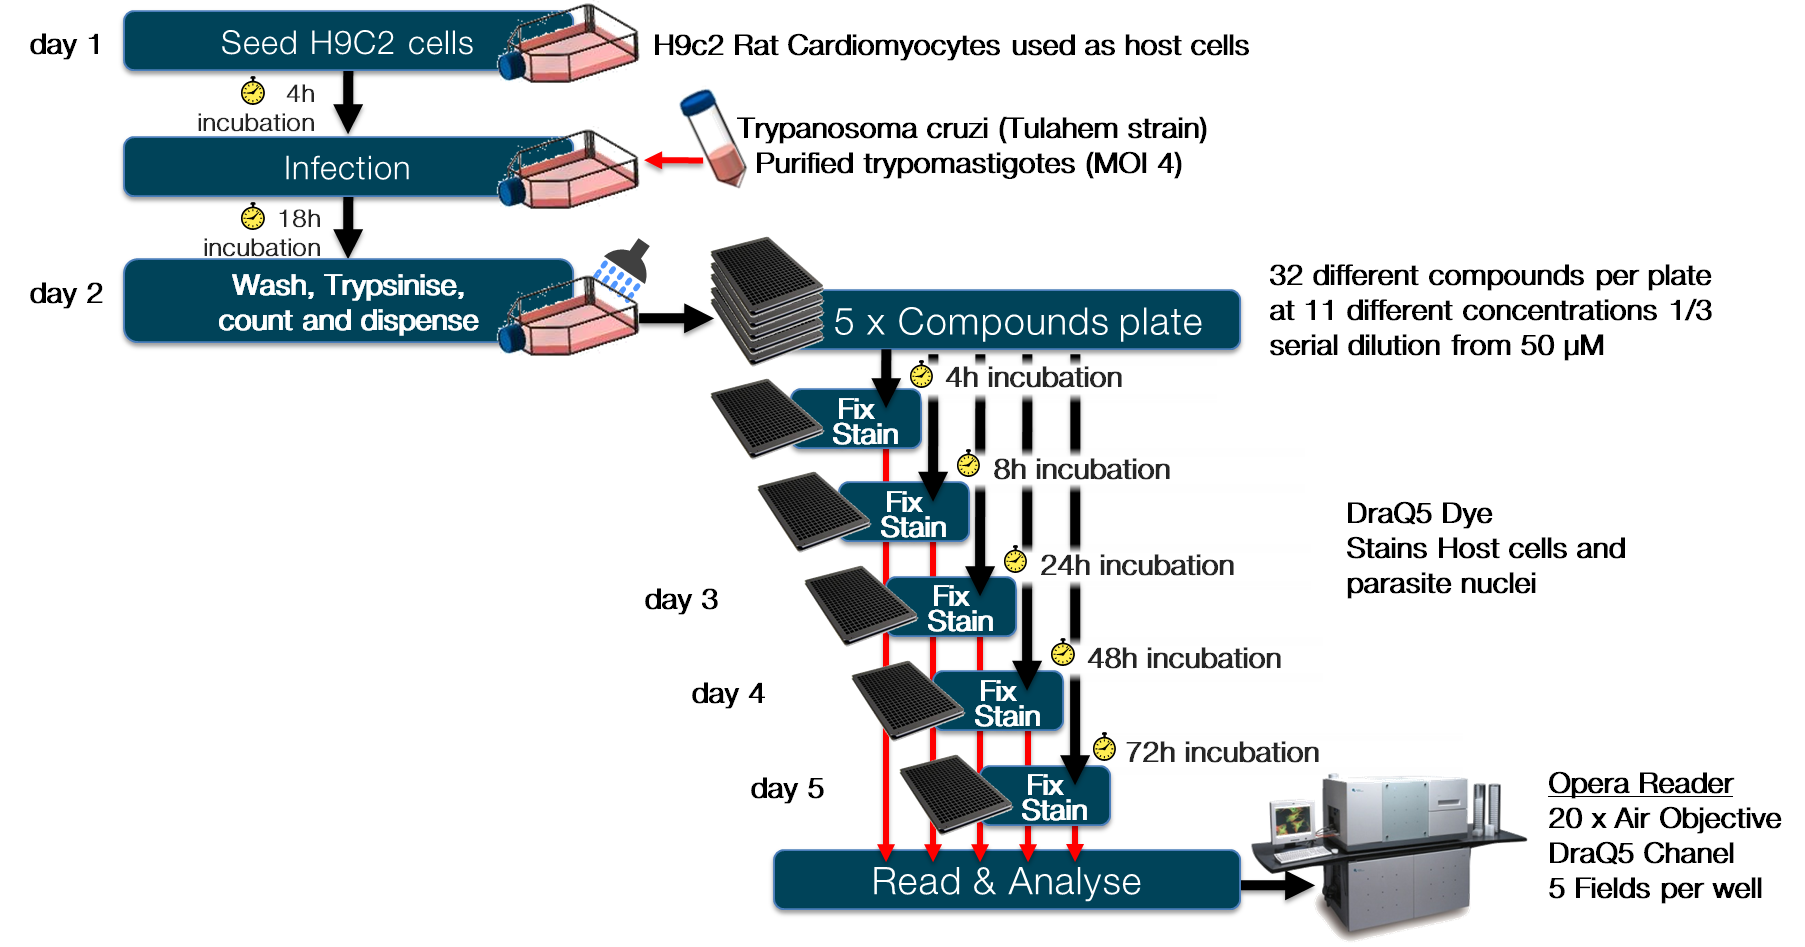 day 1
Seed H9C2 cells
H9c2 Rat Cardiomyocytes used as host cells
4h
incubation
Trypanosoma cruzi (Tulahem strain)
Purified trypomastigotes (MOI 4)
Infection
18h
incubation
day 2
Wash, Trypsinise,
count and dispense
5 x Compounds plate
32 different compounds per plate
at 11 different concentrations 1/3
serial dilution from 50 µM
4h incubation
Fix
Stain
8h incubation
Fix
Stain
DraQ5 Dye
Stains Host cells and
parasite nuclei
24h incubation
day 3
Fix
Stain
48h incubation
day 4
Fix
Stain
72h incubation
day 5
Fix
Stain
Opera Reader
20 x Air Objective
DraQ5 Chanel
5 Fields per well
Read & Analyse